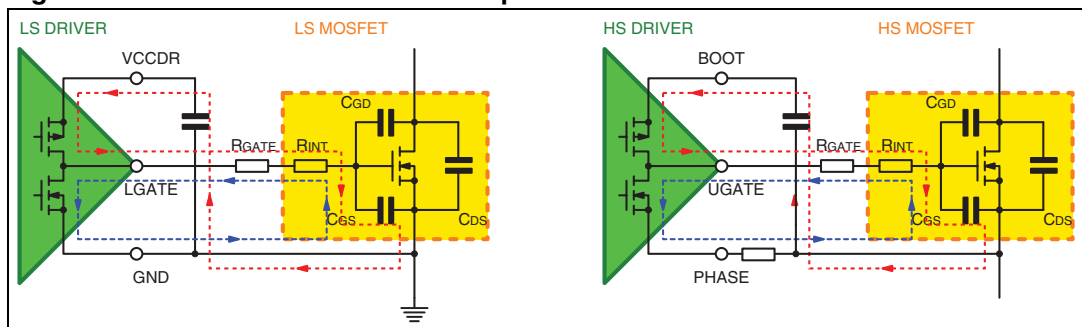 LS DRIVER
LS MOSFET
VCCDR
CGD
RGATE
RINT
LGATE
CGS
CDS
GND
HS DRIVER
HS MOSFET
BOOT
CGD
RGATE
RINT
UGATE
CGS
CDS
PHASE